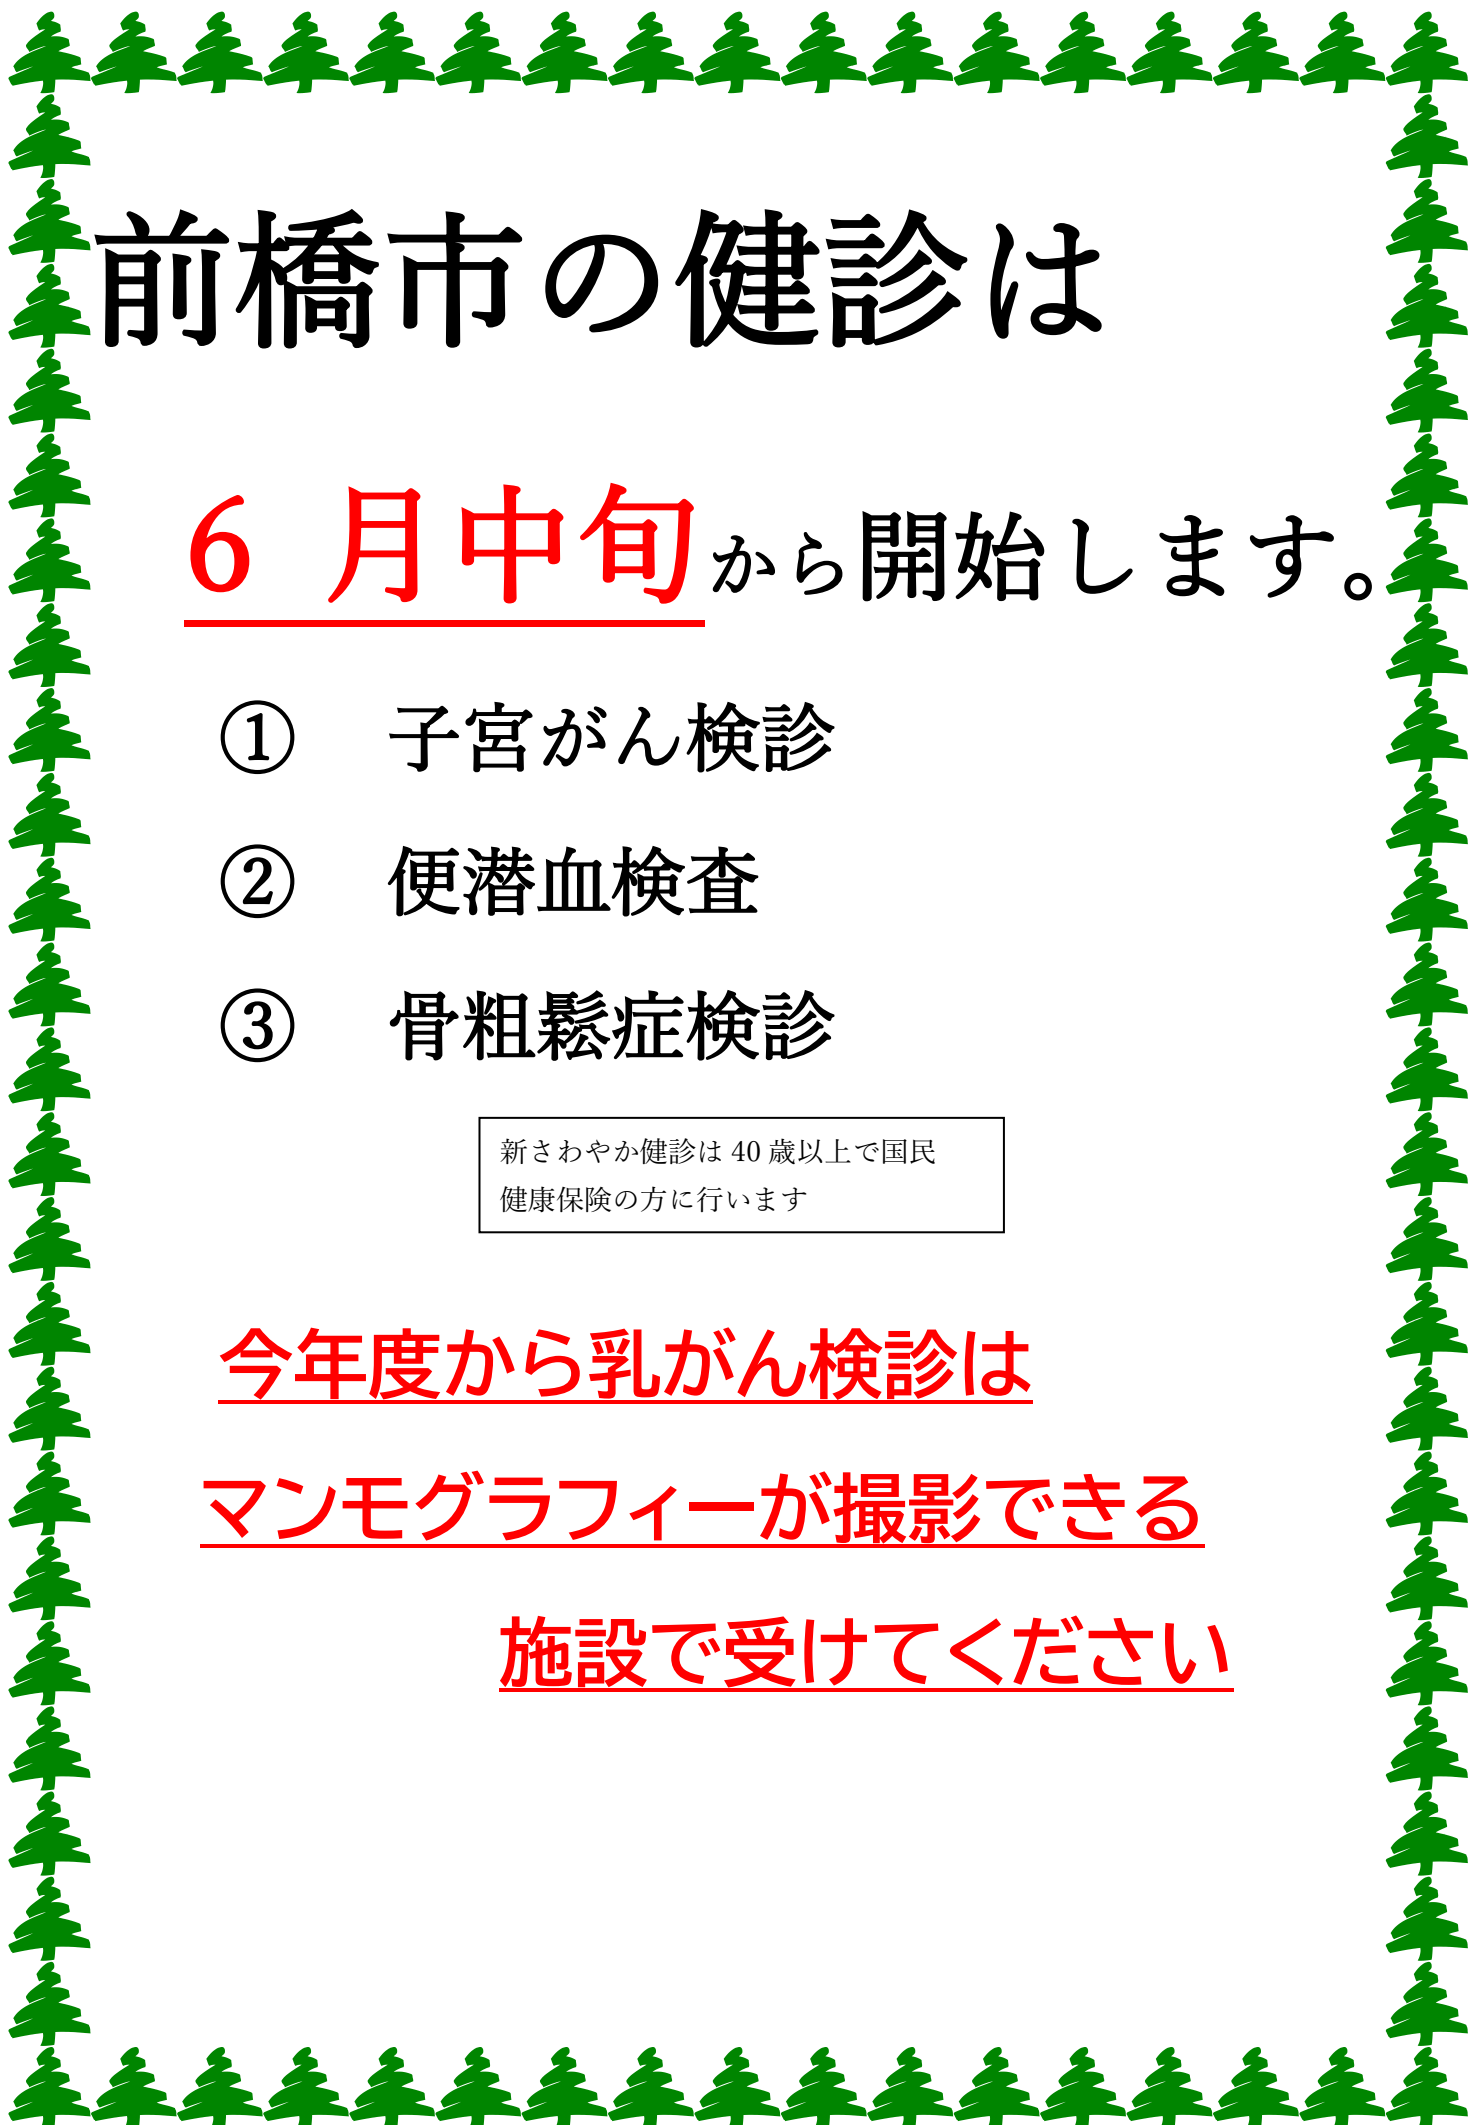 前橋市の健診は
6 月中旬から開始します。
① 子宮がん検診
② 便潜血検査
③ 骨粗鬆症検診
新さわやか健診は 40 歳以上で国民
健康保険の方に行います
今年度から乳がん検診は
マンモグラフィーが撮影できる
施設で受けてください